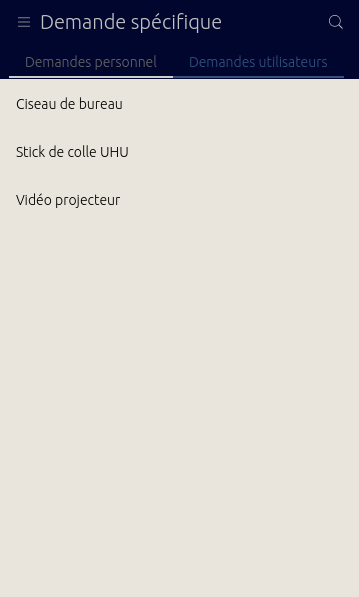 Demande spécifique
Demandes personnel
Demandes utilisateurs
Ciseau de bureau
Stick de colle UHU
Vidéo projecteur